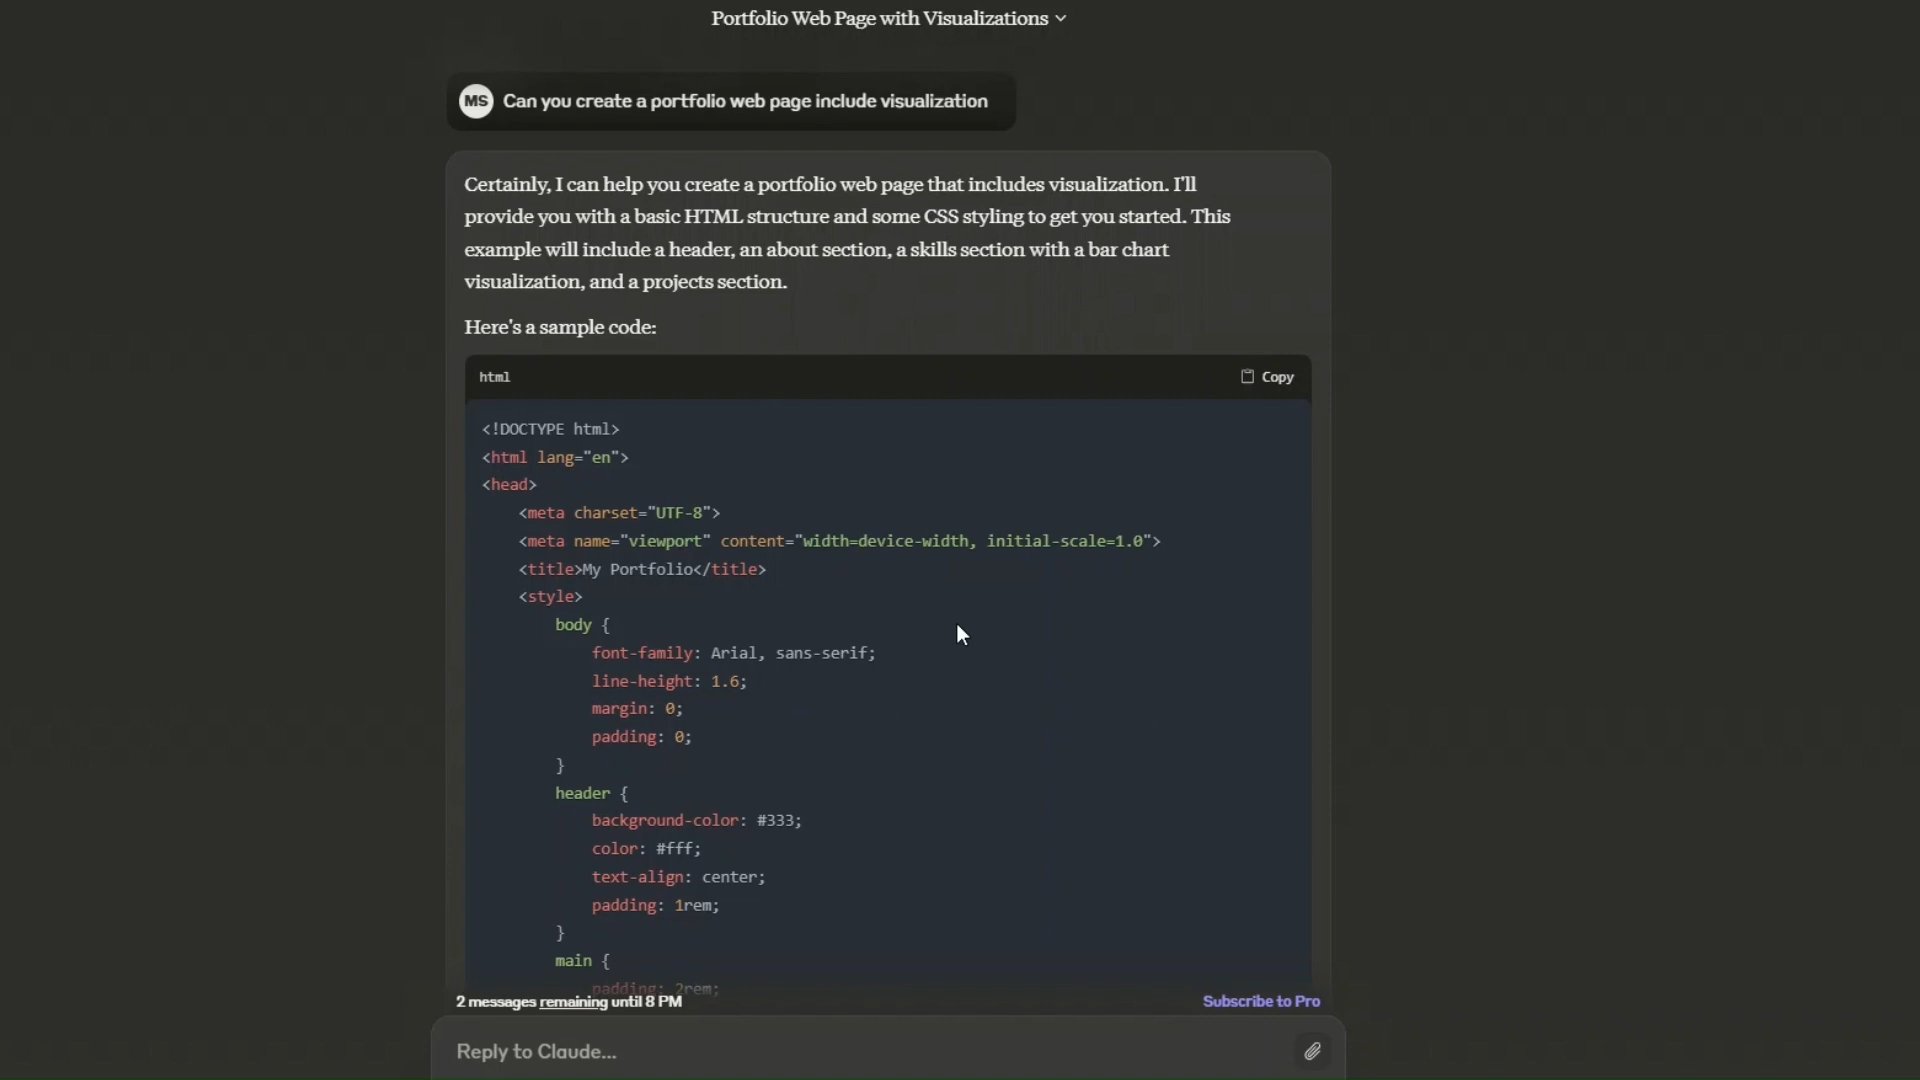 Portfolio Web Page with Visualizations
MS Can you create a portfolio web page include visualization
Certainly, I can help you create a portfolio web page that includes visualization. I'll
provide you with a basic HTML structure and some CSS styling to get you started. This
example will include a header, an about section, a skills section with a bar chart
visualization, and a projects section.
Here's a sample code:
html Copy
<!DOCTYPE html>
<html lang="en">
<head>
    <meta charset="UTF-8">
    <meta name="viewport" content="width=device-width, initial-scale=1.0">
    <title>My Portfolio</title>
    <style>
        body {
            font-family: Arial, sans-serif;
            line-height: 1.6;
            margin: 0;
            padding: 0;
        }
        header {
            background-color: #333;
            color: #fff;
            text-align: center;
            padding: 1rem;
        }
        main {
            padding: 2rem;
2 messages remaining until 8 PM Subscribe to Pro
Reply to Claude...